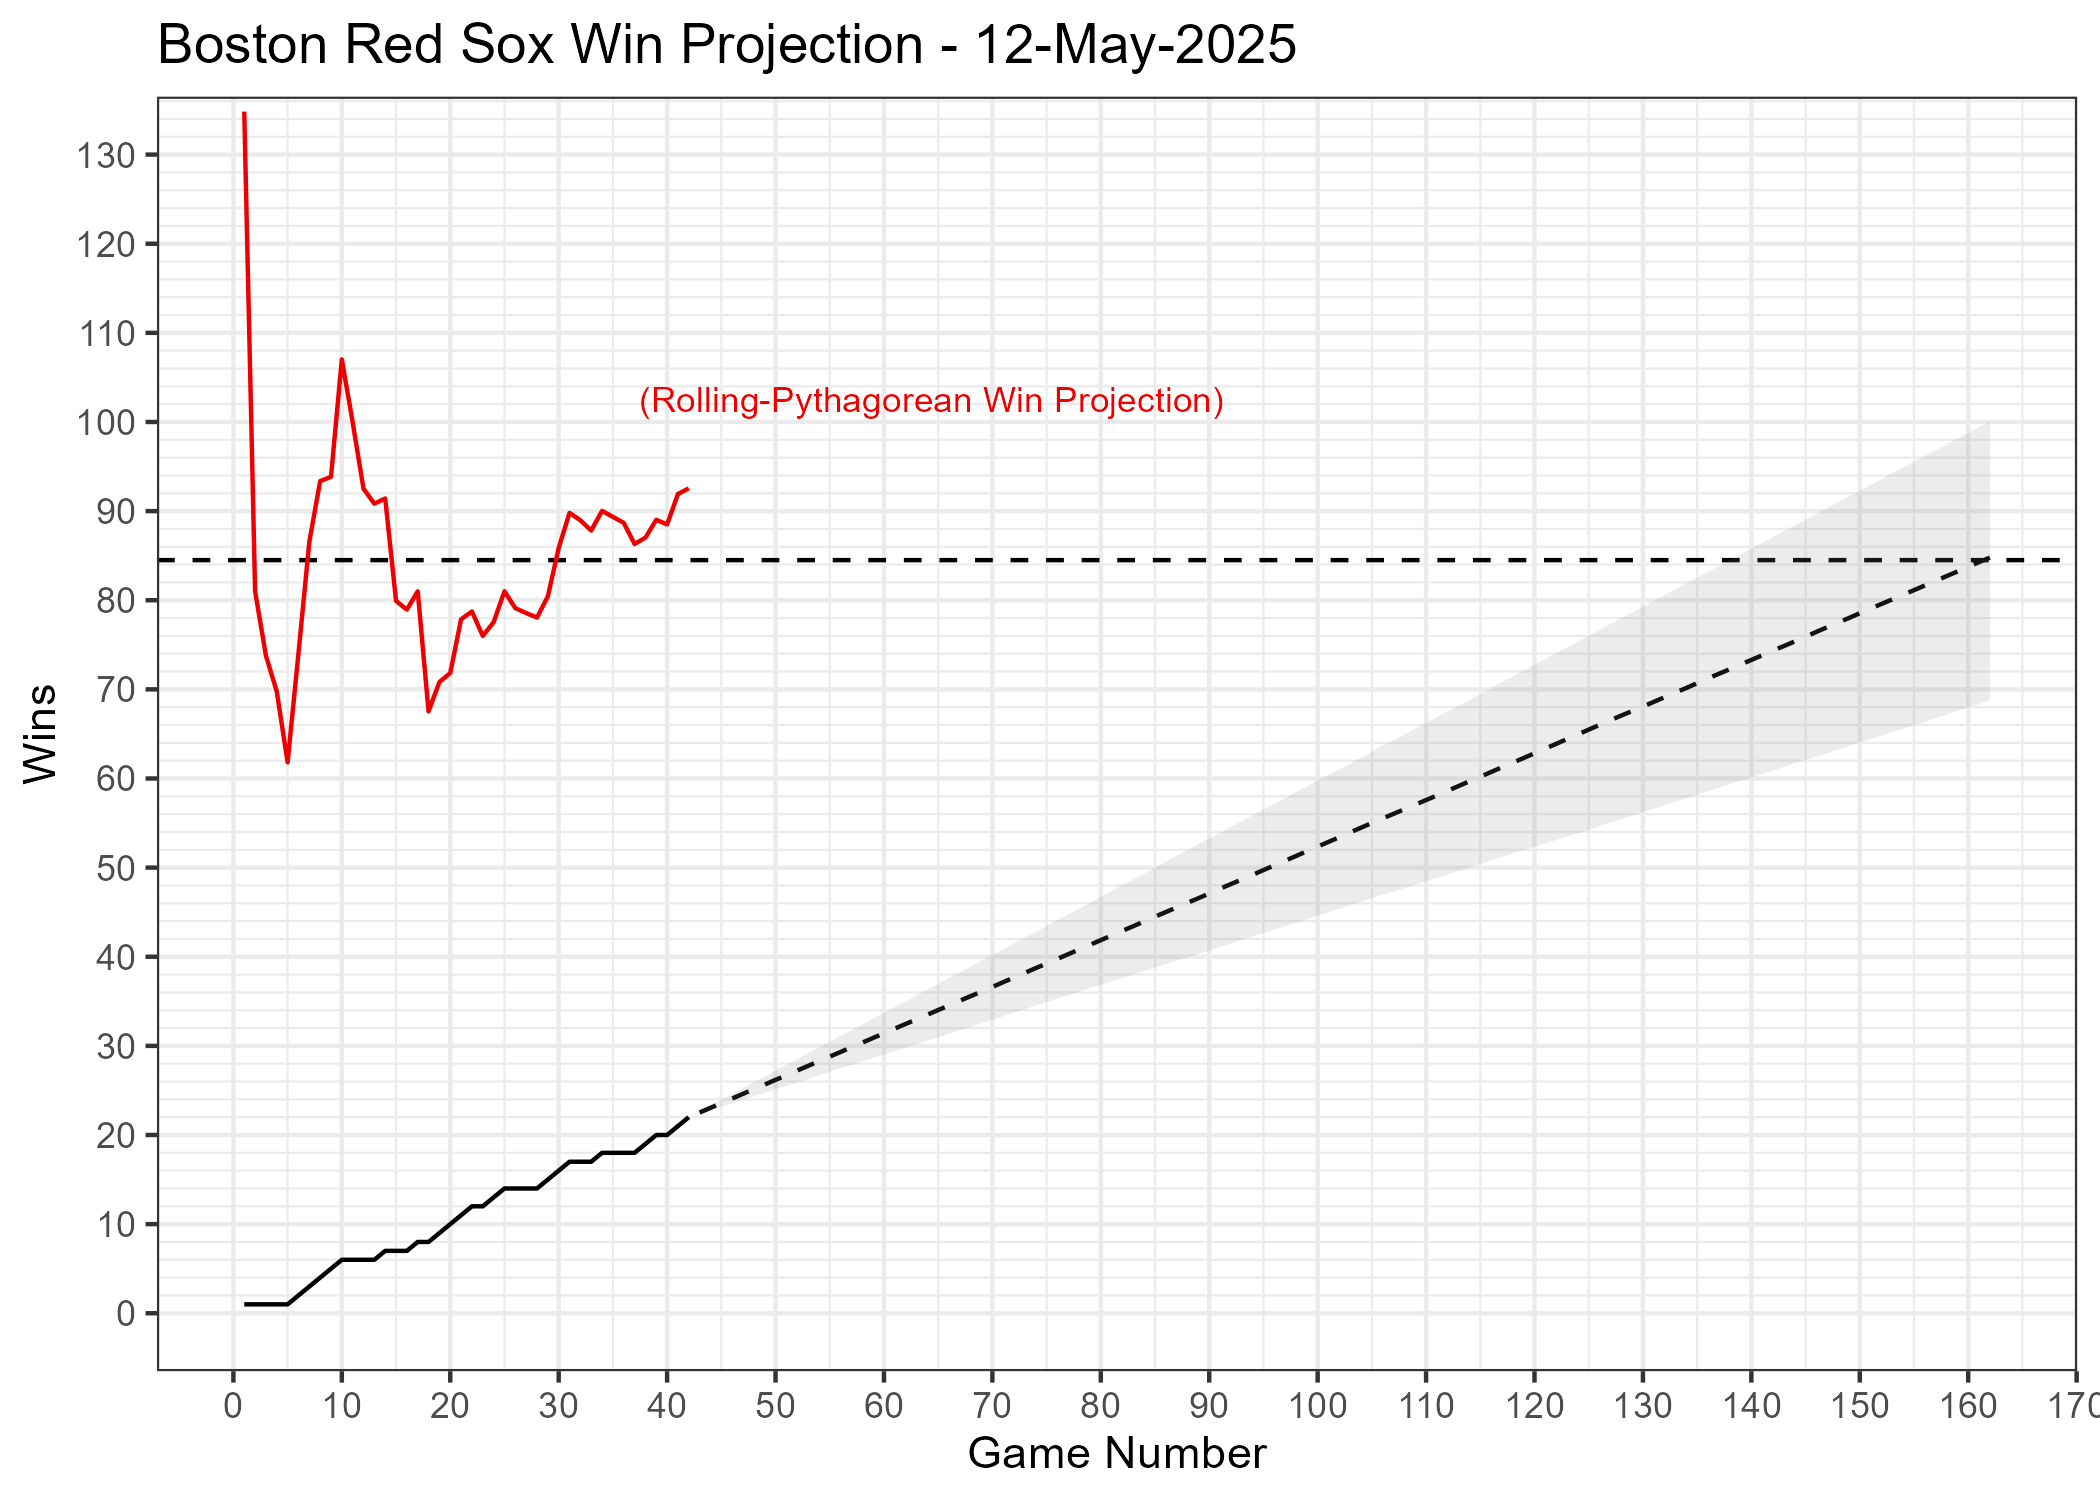 Boston Red Sox Win Projection - 12-May-2025
130
120
110
(Rolling-Pythagorean Win Projection)
100
90
80
70
60
50
40
30
20
10
0
Wins
0 10 20 30 40 50 60 70 80 90 100 110 120 130 140 150 160 170
Game Number